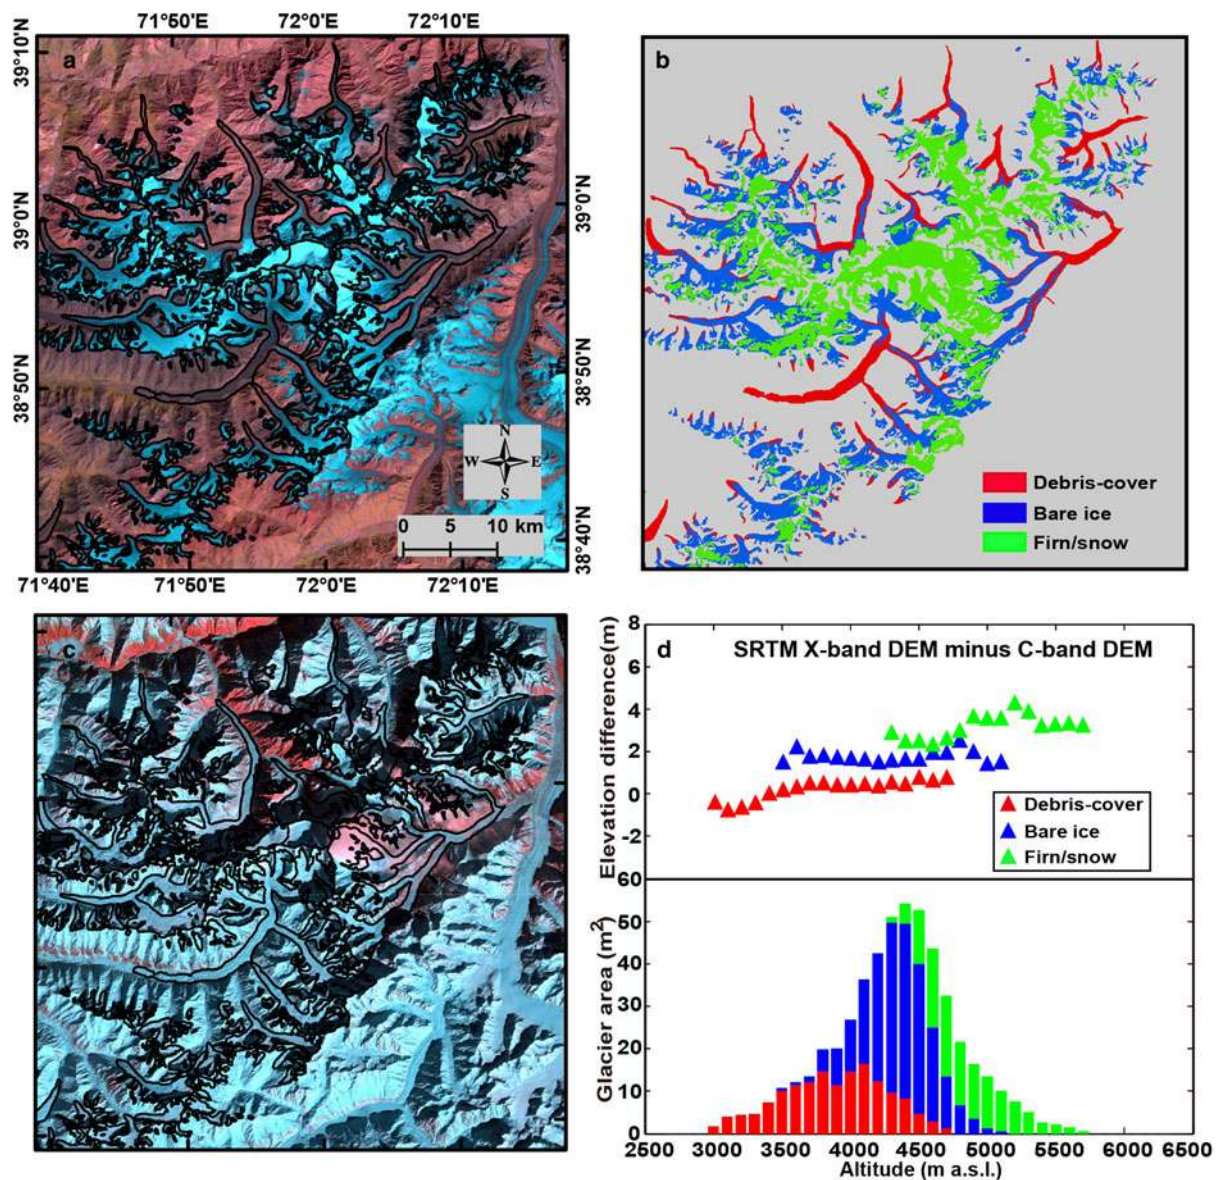 71°50'E 72°0'E 72°10'E
39°10'N
39°0'N
38°50'N
a
39°0'N
38°50'N
38°40'N
N
W E
S
0 5 10 km
71°40'E 71°50'E 72°0'E 72°10'E
b
Debris-cover
Bare ice
Firn/snow
c
d SRTM X-band DEM minus C-band DEM
Elevation difference(m)
8
6
4
2
0
-2
Debris-cover
Bare ice
Firn/snow
Glacier area (m²)
60
50
40
30
20
10
0
2500 3000 3500 4000 4500 5000 5500 6000 6500
Altitude (m a.s.l.)